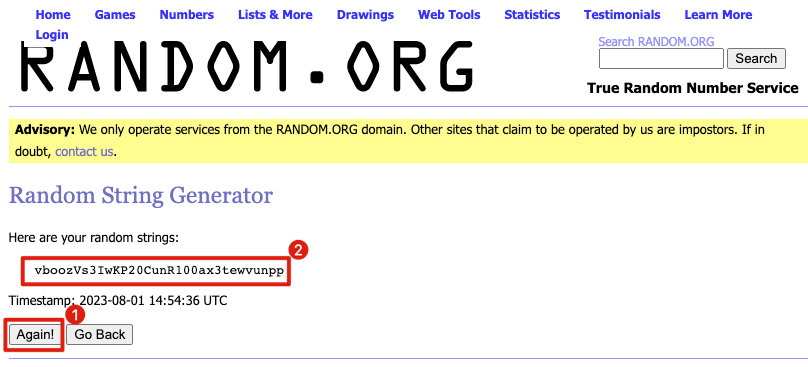 Home Games Numbers Lists & More Drawings Web Tools Statistics Testimonials Learn More
Login
RANDOM.ORG
Search RANDOM.ORG
Search
True Random Number Service
Advisory: We only operate services from the RANDOM.ORG domain. Other sites that claim to be operated by us are impostors. If in
doubt, contact us.
Random String Generator
Here are your random strings:
2
vboozVs3IwKP20CunRl00ax3tewvunpp
Timestamp: 2023-08-01 14:54:36 UTC
1
Again! Go Back